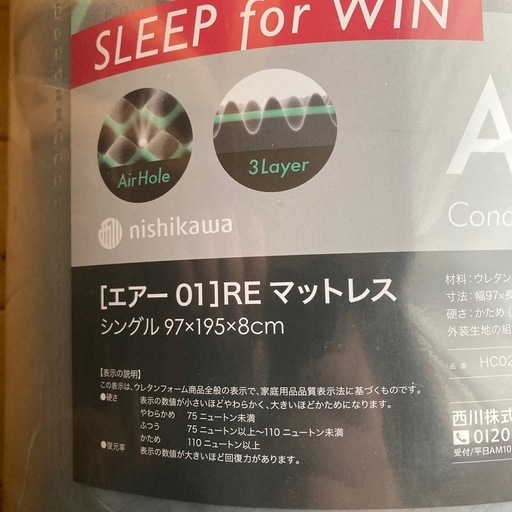 SLEEP for WIN
AirHole
3Layer
A
Conc
nishikawa
[エアー 01]RE マットレス
シングル 97×195×8cm
材料：ウレタン
寸法：幅97×長
硬さ：かため（
外装生地の組
品番 HC02
【表示の説明】
この表示は、ウレタンフォーム商品全般の表示で、家庭用品品質表示法に基づくものです。
●硬さ 表示の数値が小さいほどやわらかく、大きいほどかためになります。
やわらかめ 75 ニュートン未満
ふつう 75 ニュートン以上～110 ニュートン未満
かため 110 ニュートン以上
●復元率 表示の数値が大きいほど回復力があります。
西川株式
0120
受付/平日AM10